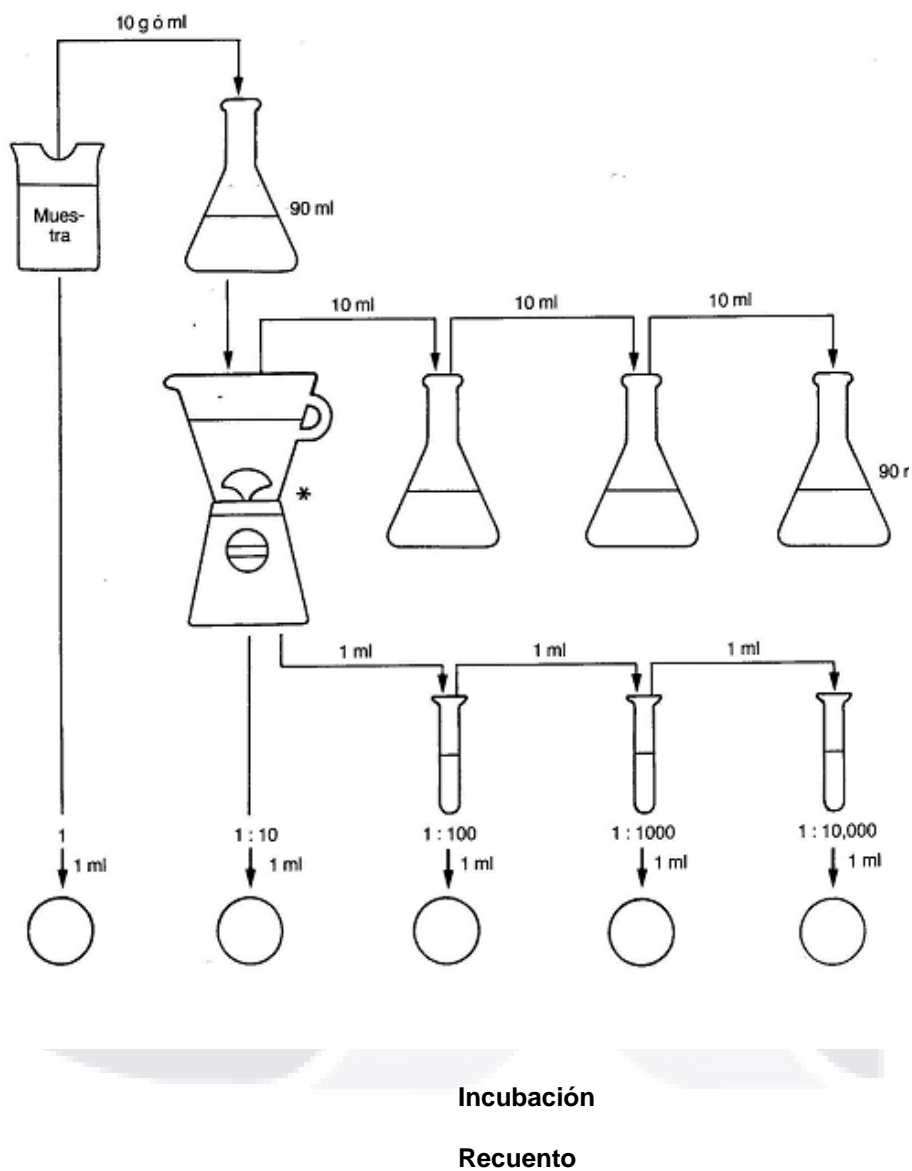 10 g ó ml
Mues-
tra
90 ml
10 ml
10 ml
10 ml
90
*
1 ml
1 ml
1 ml
1
1 : 10
1 : 100
1 : 1000
1 : 10,000
1 ml
1 ml
1 ml
1 ml
1 ml
Incubación
Recuento